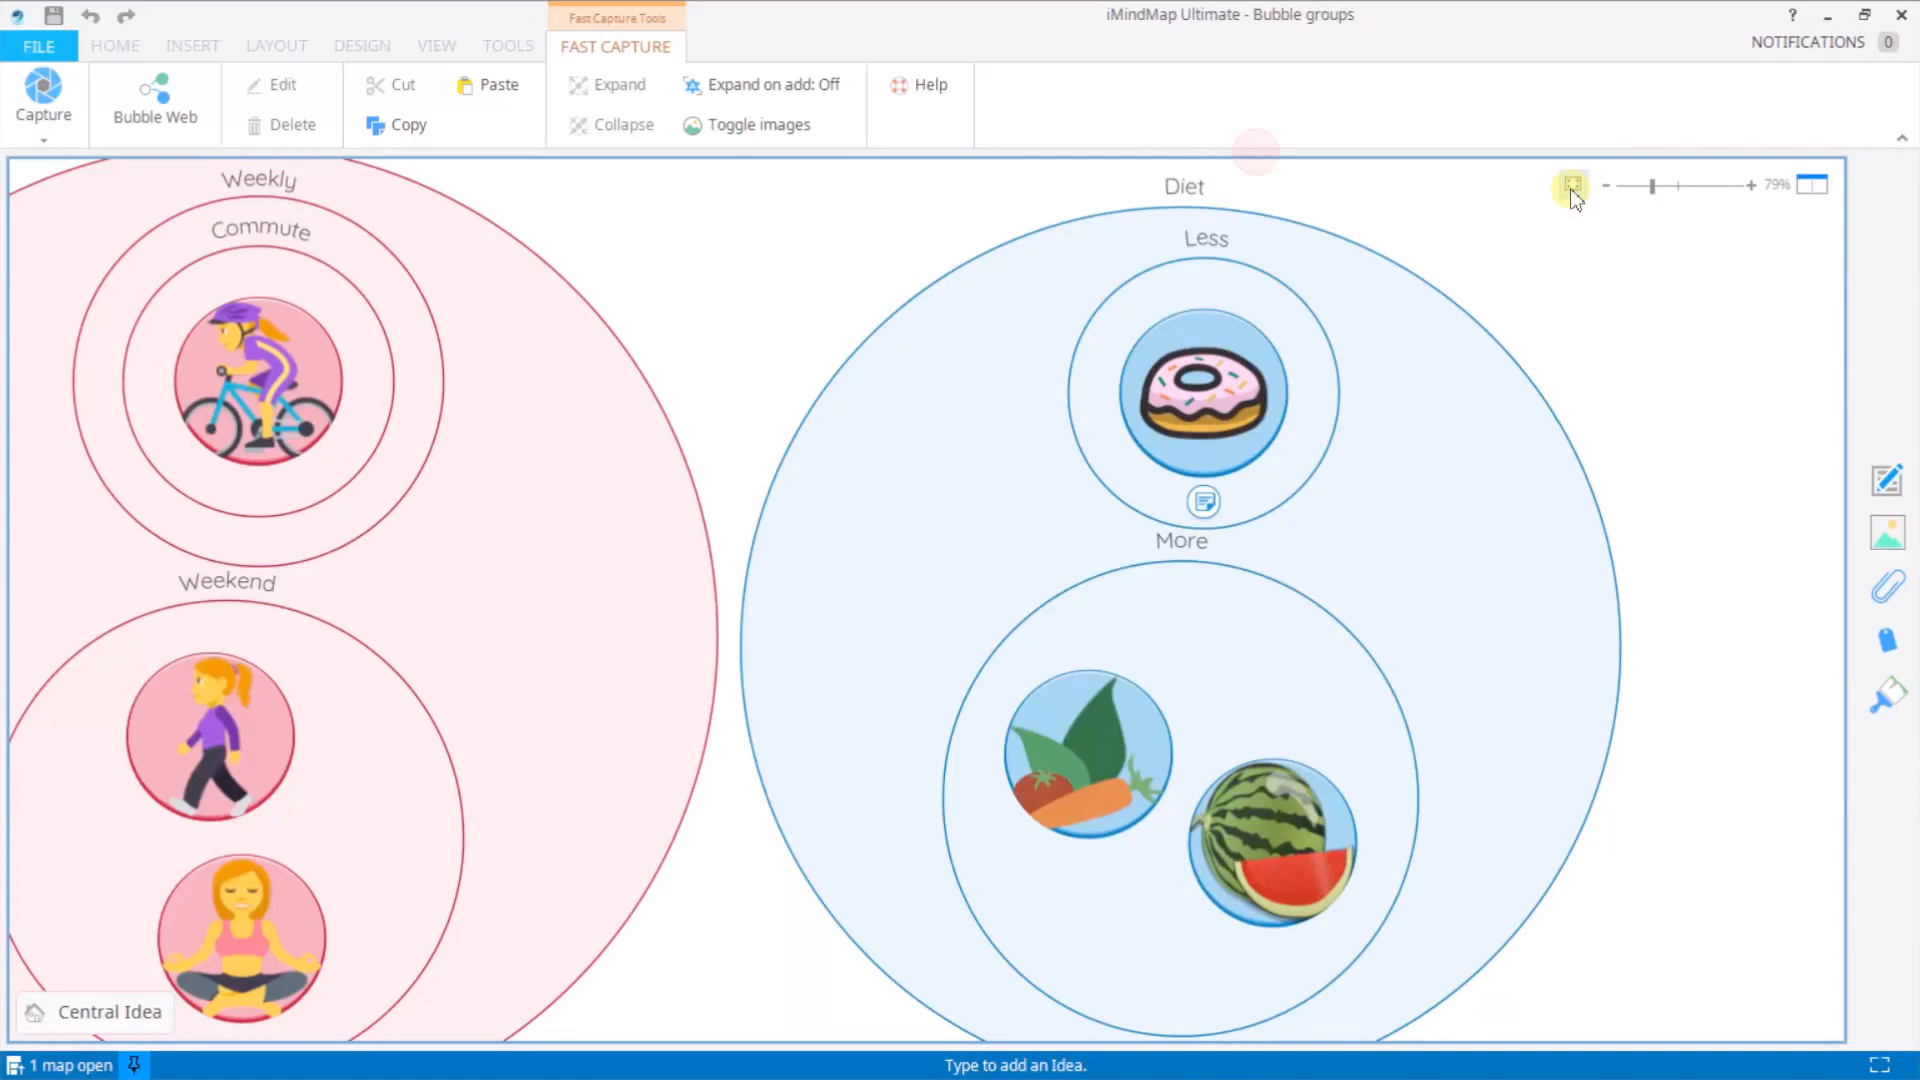 Fast Capture Tools
iMindMap Ultimate - Bubble groups
?
FILE
HOME
INSERT
LAYOUT
DESIGN
VIEW
TOOLS
FAST CAPTURE
NOTIFICATIONS 0
Capture
Bubble Web
Edit
Delete
Cut
Copy
Paste
Expand
Collapse
Expand on add: Off
Toggle images
Help
79%
Weekly
Commute
Weekend
Diet
Less
More
Central Idea
1 map open
Type to add an Idea.